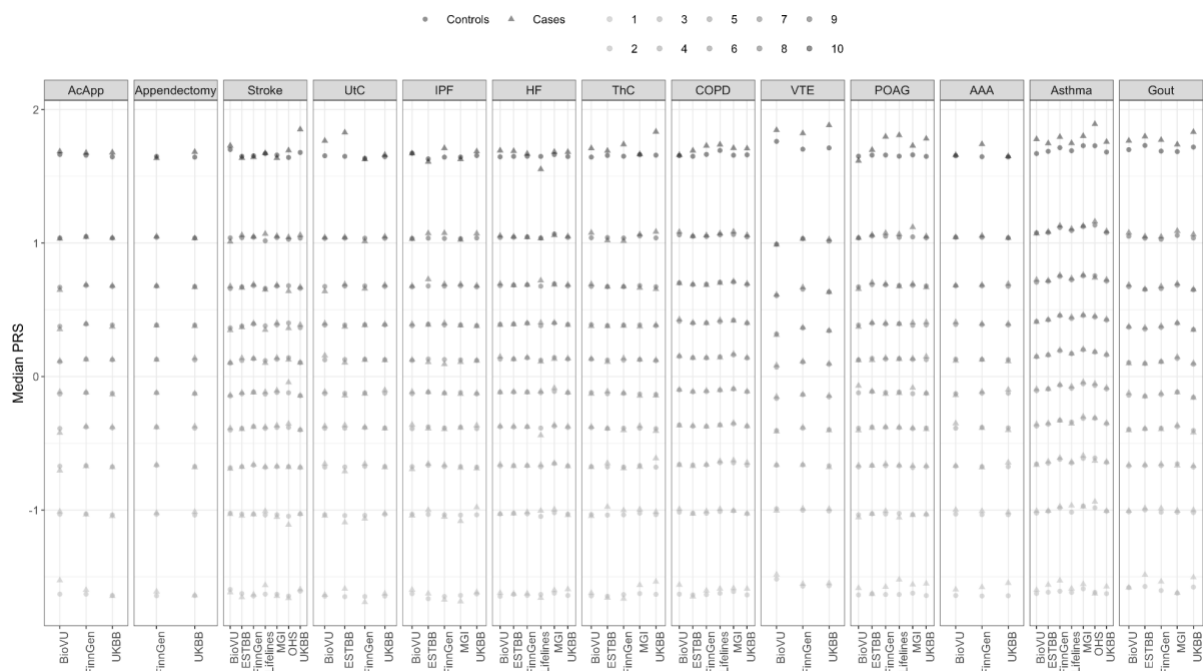 Controls Cases 1 3 5 7 9
2 4 6 8 10
AcApp Appendectomy Stroke UtC IPF HF ThC COPD VTE POAG AAA Asthma Gout
2
1
0
-1
Median PRS
BioVU
FinnGen
UKBB
FinnGen
UKBB
BioVU
ESTBB
FinnGen
Lifelines
MGI
OHS
UKBB
BioVU
ESTBB
FinnGen
UKBB
BioVU
ESTBB
FinnGen
MGI
UKBB
BioVU
ESTBB
FinnGen
Lifelines
MGI
UKBB
BioVU
ESTBB
FinnGen
MGI
UKBB
BioVU
ESTBB
FinnGen
Lifelines
MGI
UKBB
BioVU
FinnGen
UKBB
BioVU
ESTBB
FinnGen
Lifelines
MGI
UKBB
BioVU
FinnGen
UKBB
BioVU
ESTBB
FinnGen
Lifelines
MGI
OHS
UKBB
BioVU
ESTBB
FinnGen
MGI
UKBB